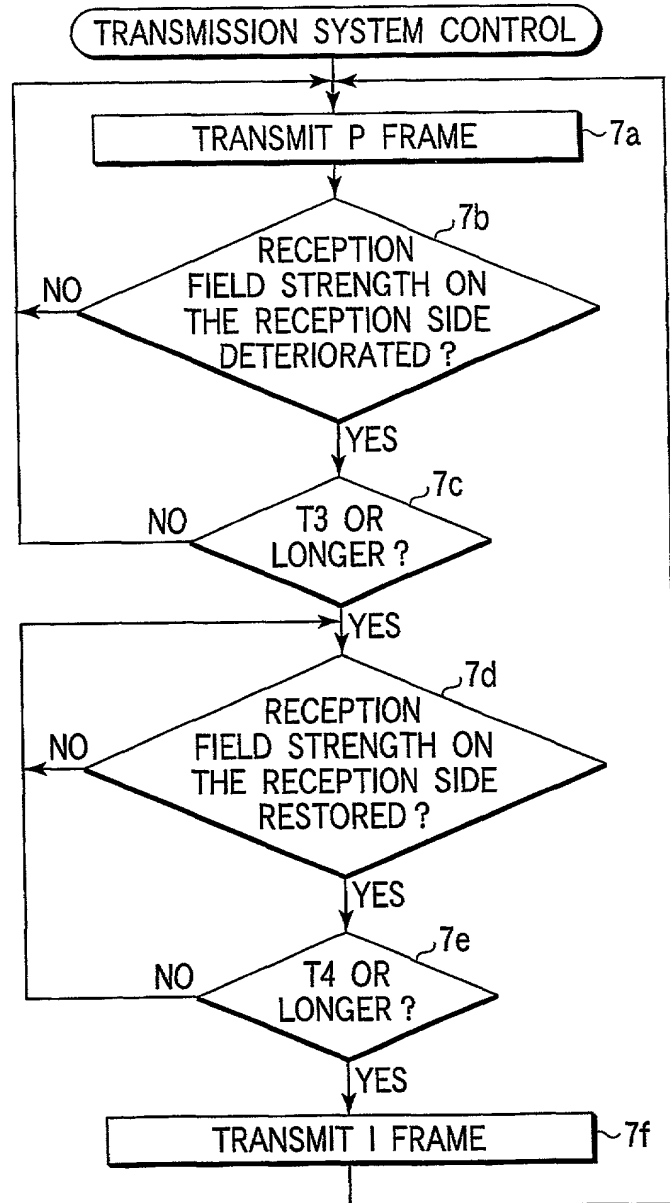 TRANSMISSION SYSTEM CONTROL
TRANSMIT P FRAME
7a
7b
RECEPTION
FIELD STRENGTH ON
THE RECEPTION SIDE
DETERIORATED ?
NO
YES
7c
T3 OR
LONGER ?
NO
YES
7d
RECEPTION
FIELD STRENGTH ON
THE RECEPTION SIDE
RESTORED ?
NO
YES
7e
T4 OR
LONGER ?
NO
YES
TRANSMIT I FRAME
7f